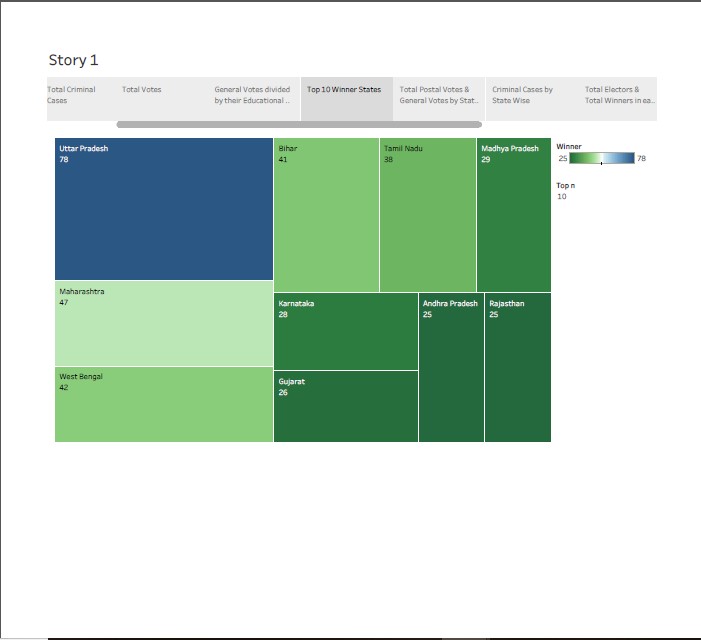 Story 1
Total Criminal
Cases
Total Votes
General Votes divided
by their Educational ..
Top 10 Winner States
Total Postal Votes &
General Votes by Stat..
Criminal Cases by
State Wise
Total Electors &
Total Winners in ea..
Uttar Pradesh
78
Bihar
41
Tamil Nadu
38
Madhya Pradesh
29
Winner
25 78
Top n
10
Maharashtra
47
Karnataka
28
Andhra Pradesh
25
Rajasthan
25
West Bengal
42
Gujarat
26